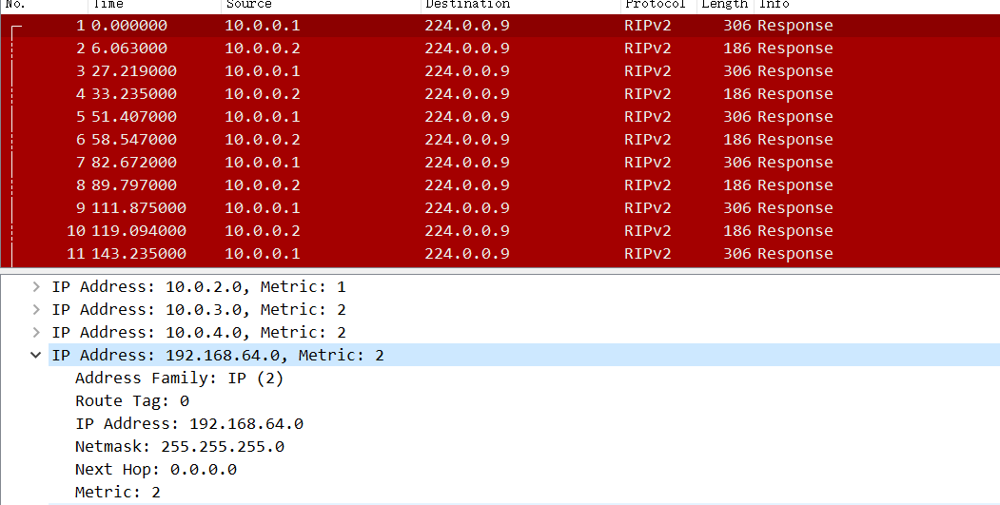 No. Time Source Destination Protocol Length Info
1 0.000000 10.0.0.1 224.0.0.9 RIPv2 306 Response
2 6.063000 10.0.0.2 224.0.0.9 RIPv2 186 Response
3 27.219000 10.0.0.1 224.0.0.9 RIPv2 306 Response
4 33.235000 10.0.0.2 224.0.0.9 RIPv2 186 Response
5 51.407000 10.0.0.1 224.0.0.9 RIPv2 306 Response
6 58.547000 10.0.0.2 224.0.0.9 RIPv2 186 Response
7 82.672000 10.0.0.1 224.0.0.9 RIPv2 306 Response
8 89.797000 10.0.0.2 224.0.0.9 RIPv2 186 Response
9 111.875000 10.0.0.1 224.0.0.9 RIPv2 306 Response
10 119.094000 10.0.0.2 224.0.0.9 RIPv2 186 Response
11 143.235000 10.0.0.1 224.0.0.9 RIPv2 306 Response
IP Address: 10.0.2.0, Metric: 1
IP Address: 10.0.3.0, Metric: 2
IP Address: 10.0.4.0, Metric: 2
IP Address: 192.168.64.0, Metric: 2
Address Family: IP (2)
Route Tag: 0
IP Address: 192.168.64.0
Netmask: 255.255.255.0
Next Hop: 0.0.0.0
Metric: 2